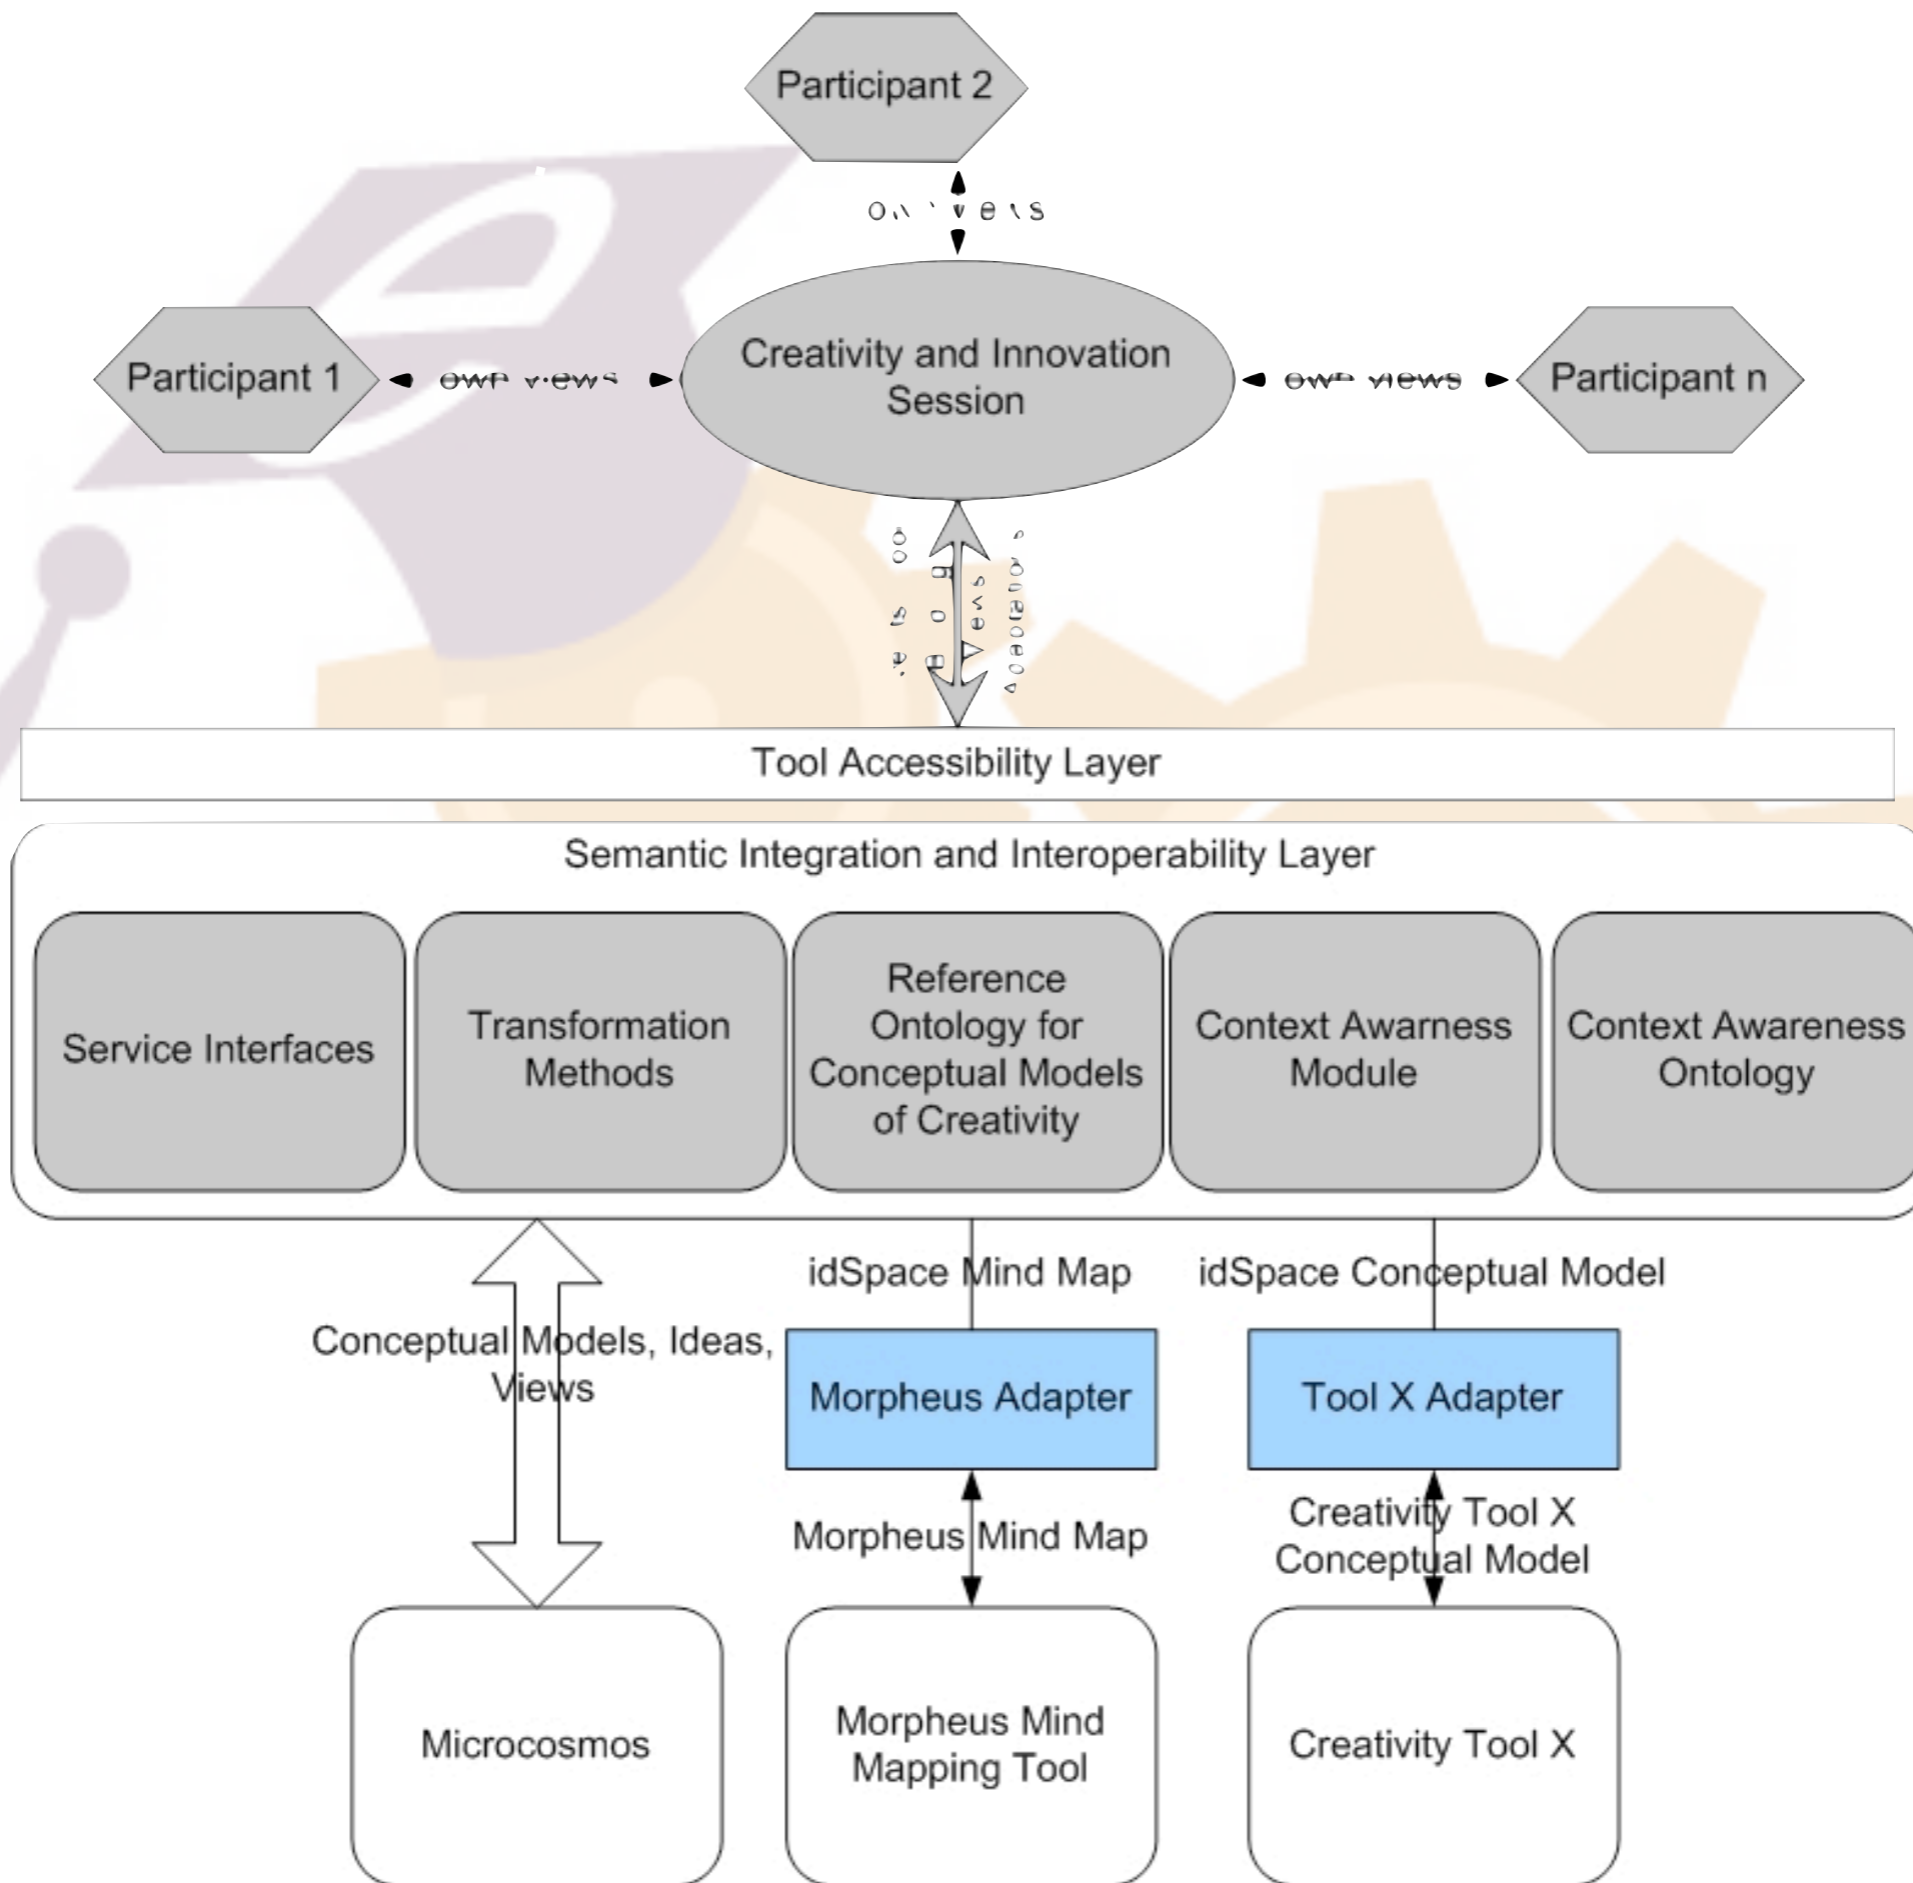 Participant 2
Participant 1
own views
Creativity and Innovation
Session
own views
Participant n
Tool Accessibility Layer
Semantic Integration and Interoperability Layer
Service Interfaces
Transformation
Methods
Reference
Ontology for
Conceptual Models
of Creativity
Context Awarness
Module
Context Awareness
Ontology
idSpace Mind Map
idSpace Conceptual Model
Conceptual Models, Ideas,
Views
Morpheus Adapter
Tool X Adapter
Morpheus Mind Map
Creativity Tool X
Conceptual Model
Microcosmos
Morpheus Mind
Mapping Tool
Creativity Tool X